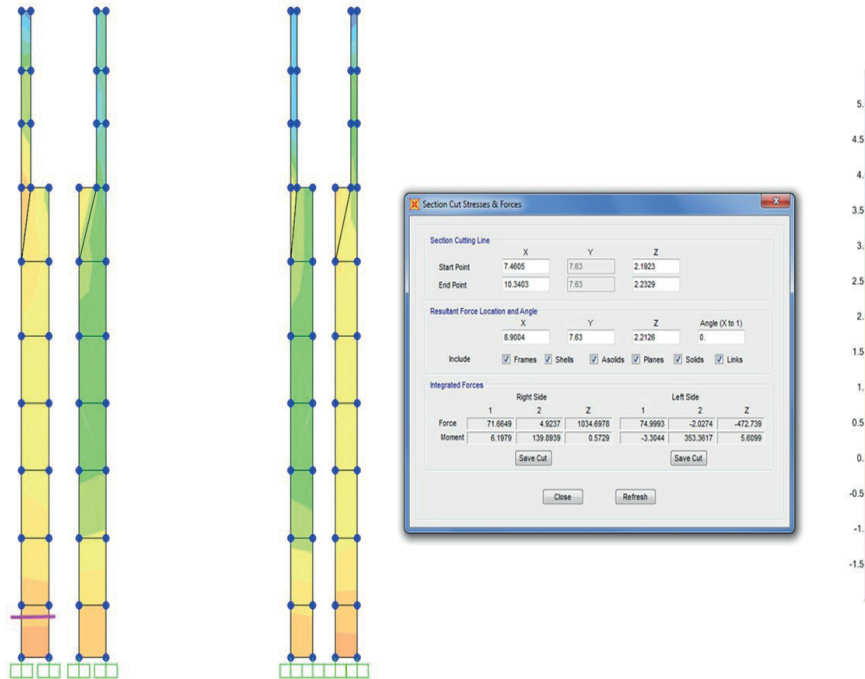 Section Cut Stresses & Forces
X
Section Cutting Line
X Y Z
Start Point 7.4605 7.63 2.1923
End Point 10.3403 7.63 2.2329
Resultant Force Location and Angle
X Y Z Angle (X to 1)
8.9004 7.63 2.2126 0.
Include Frames Shells Asolids Planes Solids Links
Integrated Forces
Right Side Left Side
1 2 Z 1 2 Z
Force 71.6649 4.9237 1034.6978 74.9993 -2.0274 -472.739
Moment 6.1979 139.8939 0.5729 -3.3044 353.3617 5.6099
Save Cut Save Cut
Close Refresh
5.
4.5
4.
3.5
3.
2.5
2.
1.5
1.
0.5
0.
-0.5
-1.
-1.5